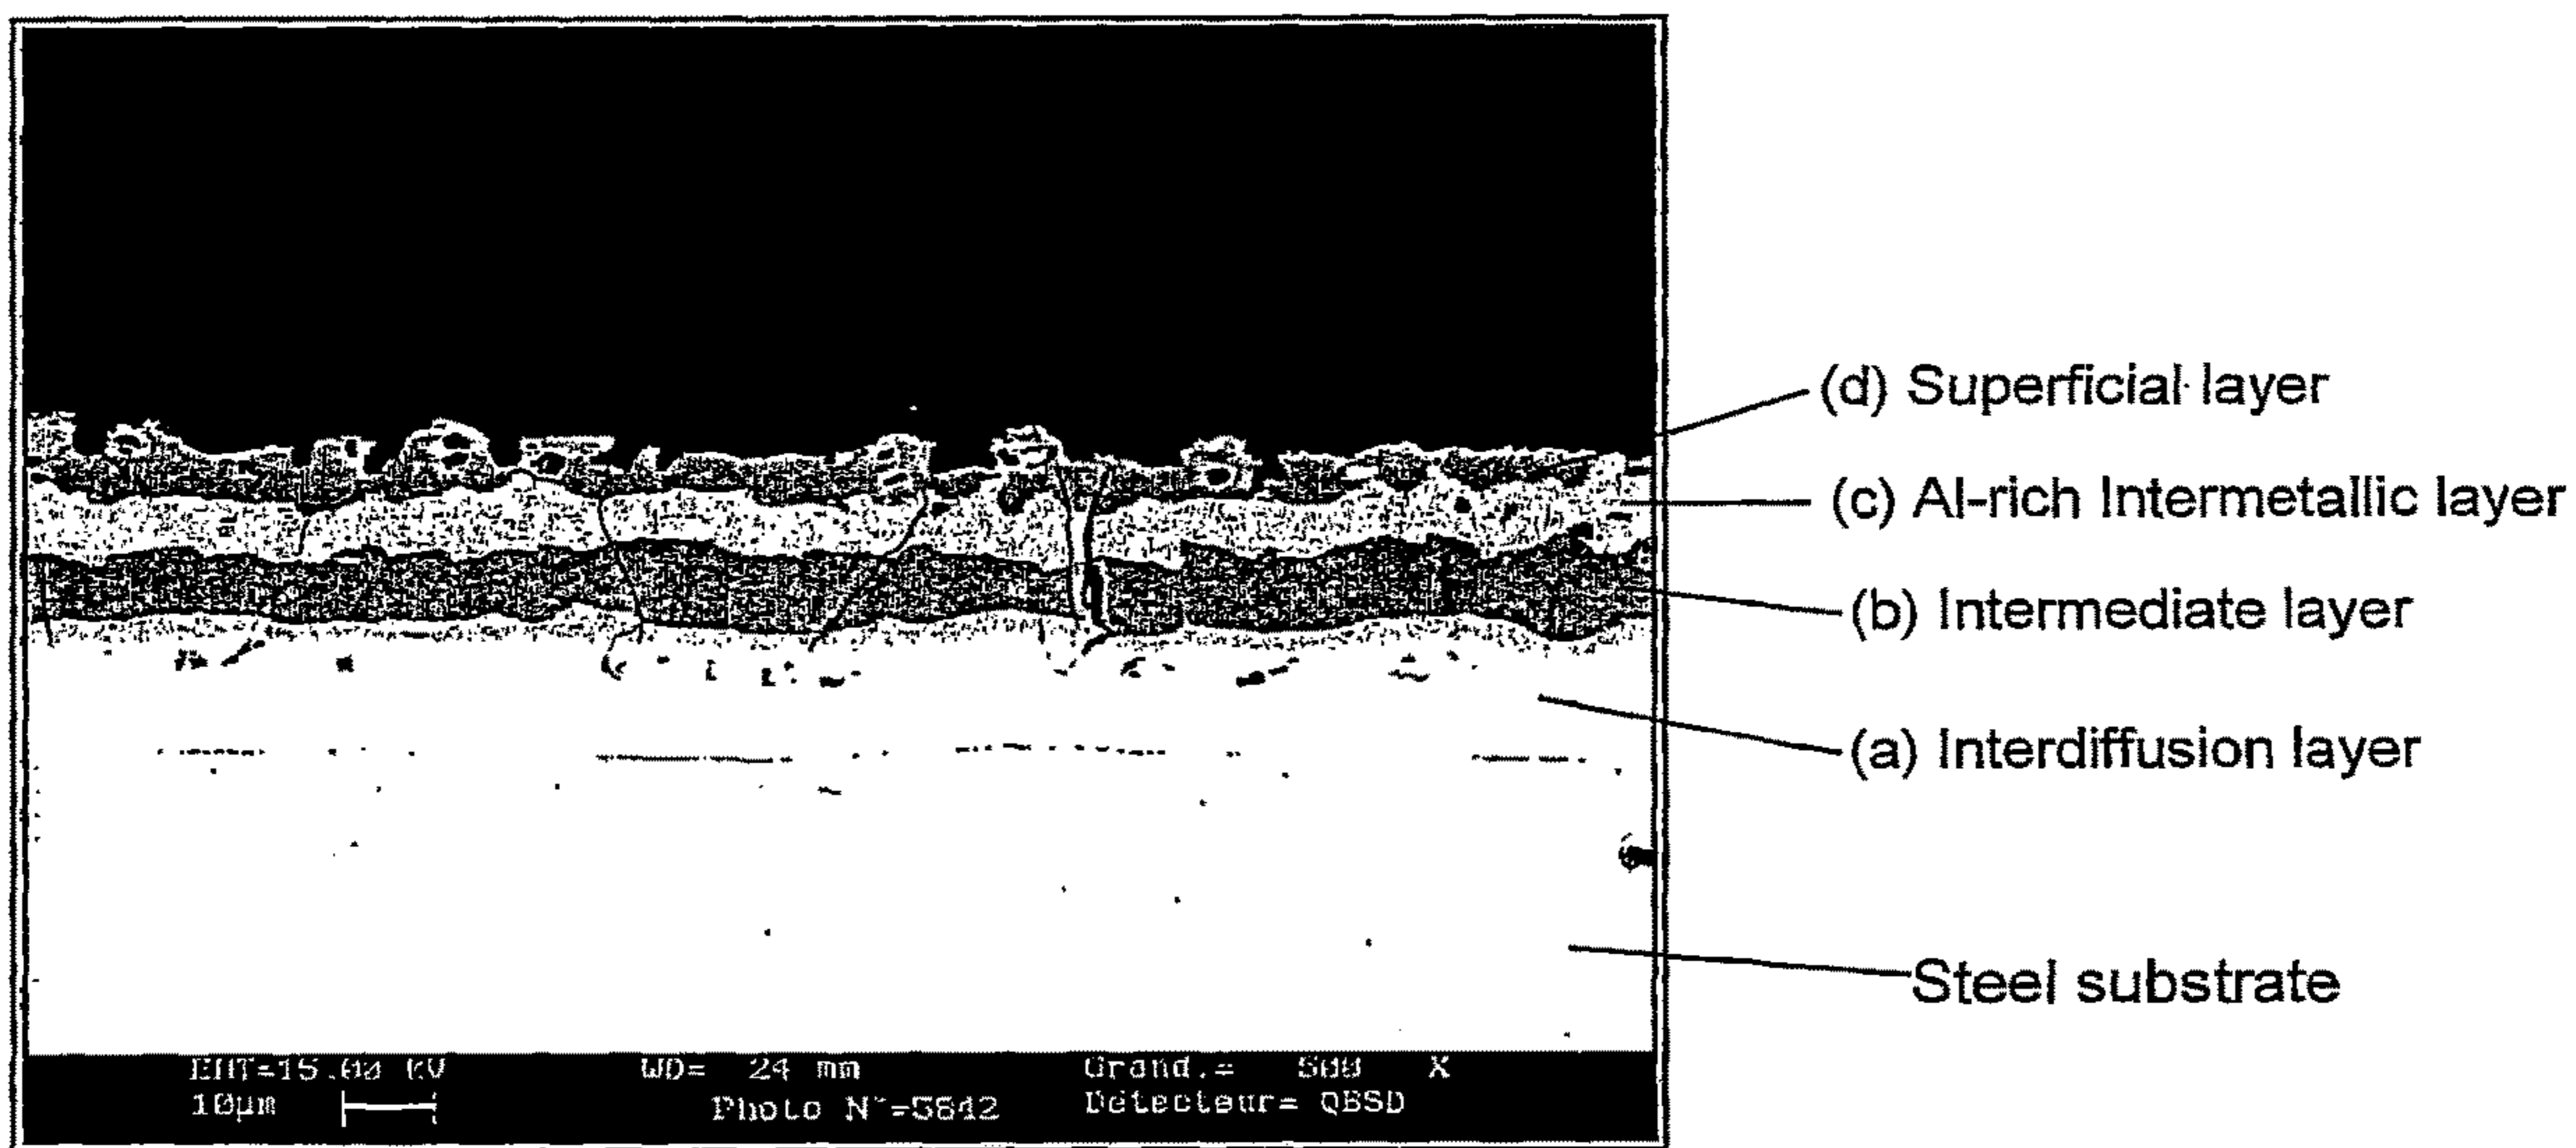 (d) Superficial layer
(c) Al-rich Intermetallic layer
(b) Intermediate layer
(a) Interdiffusion layer
Steel substrate
EHT=15.00 KV WD= 24 mm Grand.= 500 X
10µm Photo N°=5842 Détecteur= QBSD